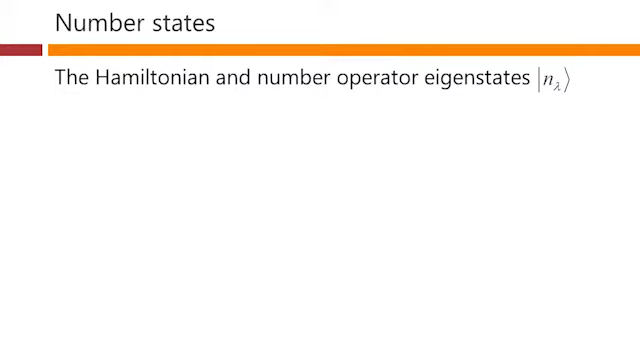 Number states
The Hamiltonian and number operator eigenstates |n_λ⟩